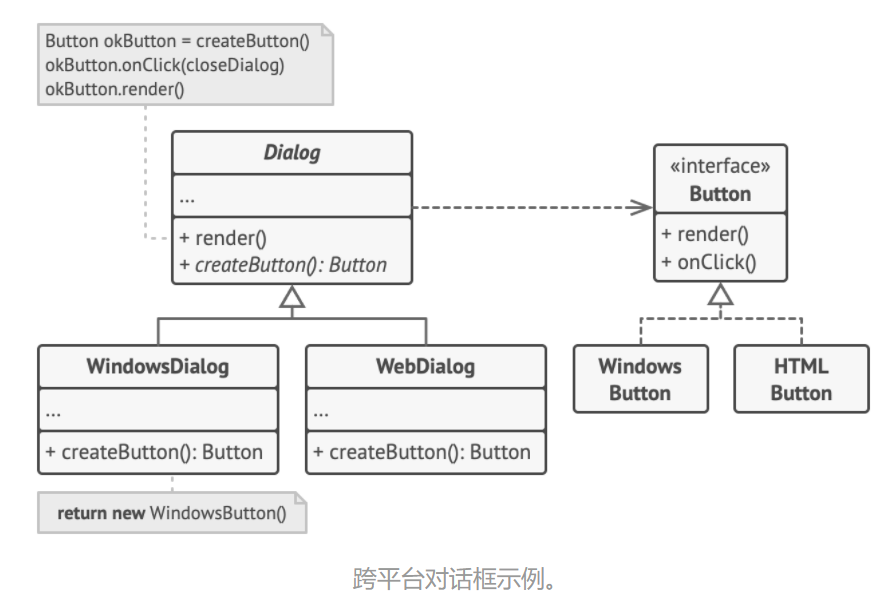 Button okButton = createButton()
okButton.onClick(closeDialog)
okButton.render()
Dialog
...
+ render()
+ createButton(): Button
«interface»
Button
+ render()
+ onClick()
WindowsDialog
...
+ createButton(): Button
WebDialog
...
+ createButton(): Button
Windows
Button
HTML
Button
return new WindowsButton()
跨平台对话框示例。